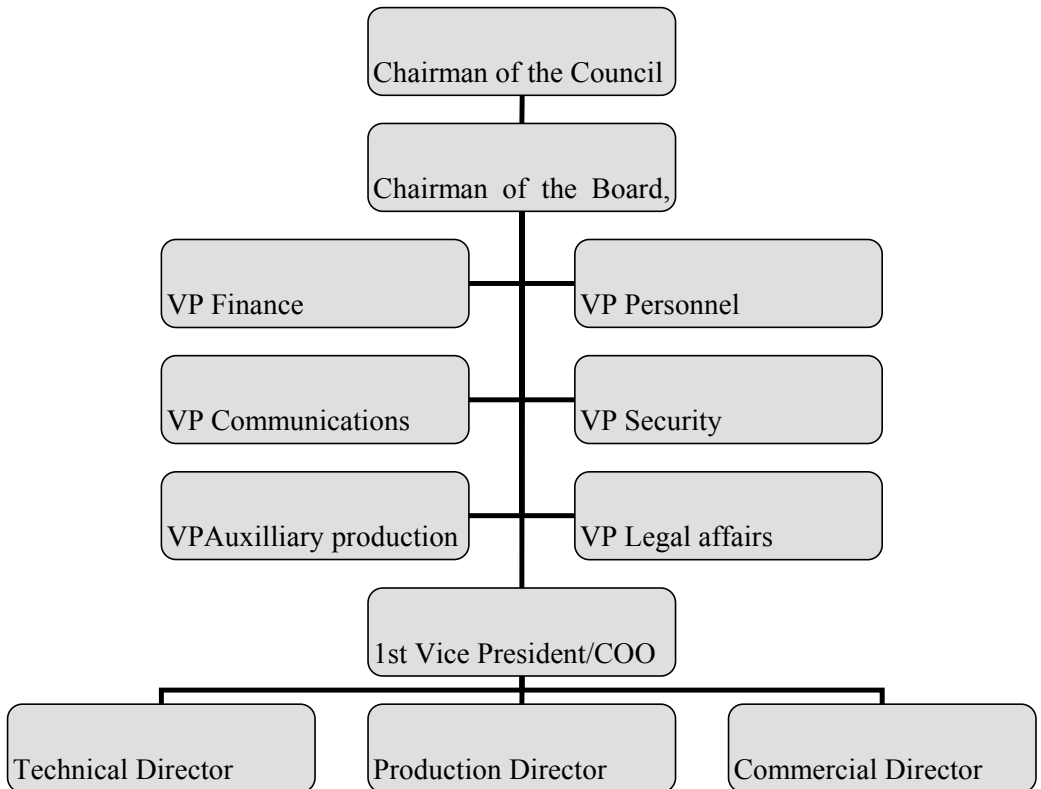 Chairman of the Council
Chairman of the Board,
VP Finance
VP Personnel
VP Communications
VP Security
VPAuxilliary production
VP Legal affairs
1st Vice President/COO
Technical Director
Production Director
Commercial Director